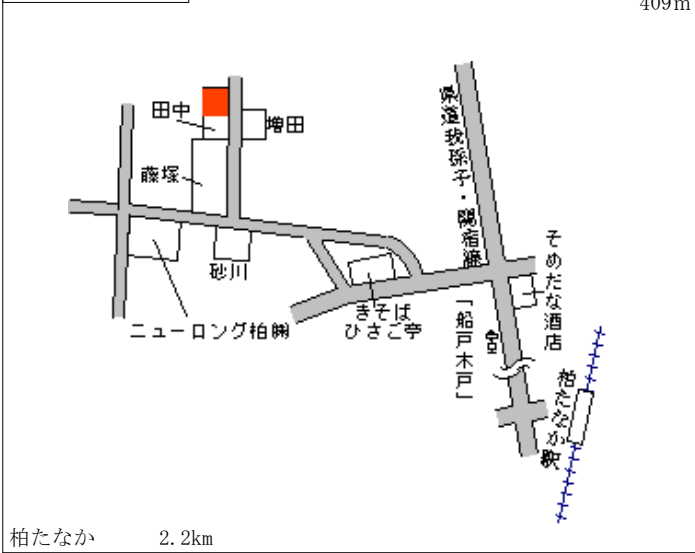 409m
田中
増田
藤塚
砂川
ニューロング柏㈱
きそば
ひさご亭
県道我孫子・関宿線
「船戸木戸」
そめだな酒店
柏たなか駅
柏たなか 2.2km